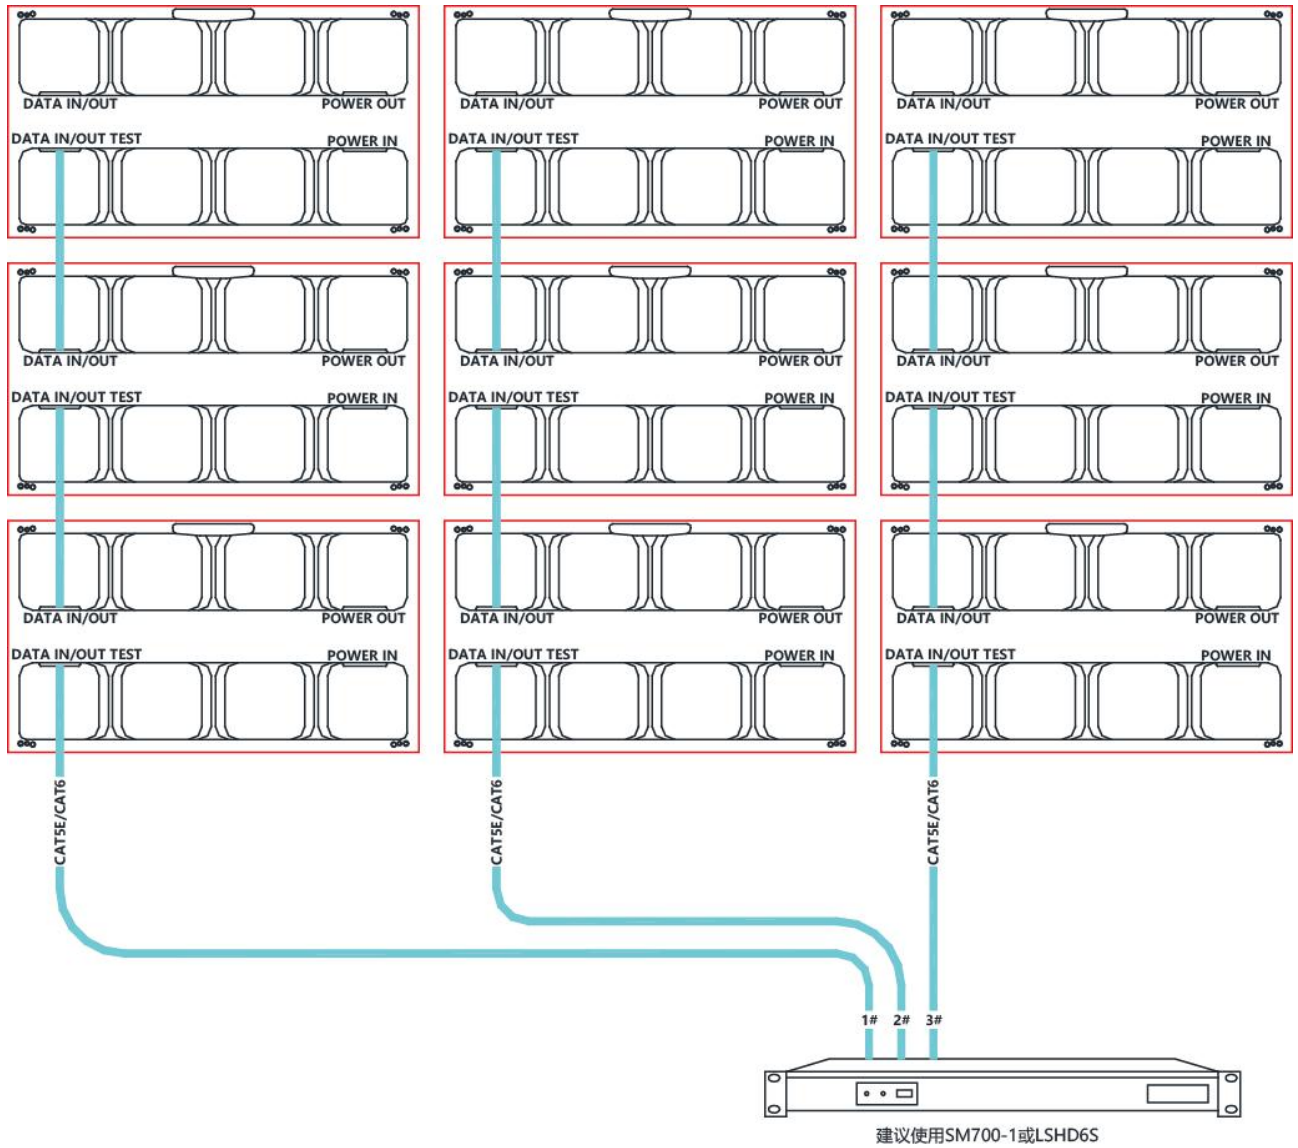 DATA IN/OUT POWER OUT DATA IN/OUT POWER OUT DATA IN/OUT POWER OUT
DATA IN/OUT TEST POWER IN DATA IN/OUT TEST POWER IN DATA IN/OUT TEST POWER IN
DATA IN/OUT POWER OUT DATA IN/OUT POWER OUT DATA IN/OUT POWER OUT
DATA IN/OUT TEST POWER IN DATA IN/OUT TEST POWER IN DATA IN/OUT TEST POWER IN
DATA IN/OUT POWER OUT DATA IN/OUT POWER OUT DATA IN/OUT POWER OUT
DATA IN/OUT TEST POWER IN DATA IN/OUT TEST POWER IN DATA IN/OUT TEST POWER IN
CAT5E/CAT6 CAT5E/CAT6 CAT5E/CAT6
1# 2# 3#
建议使用SM700-1或LSHD6S